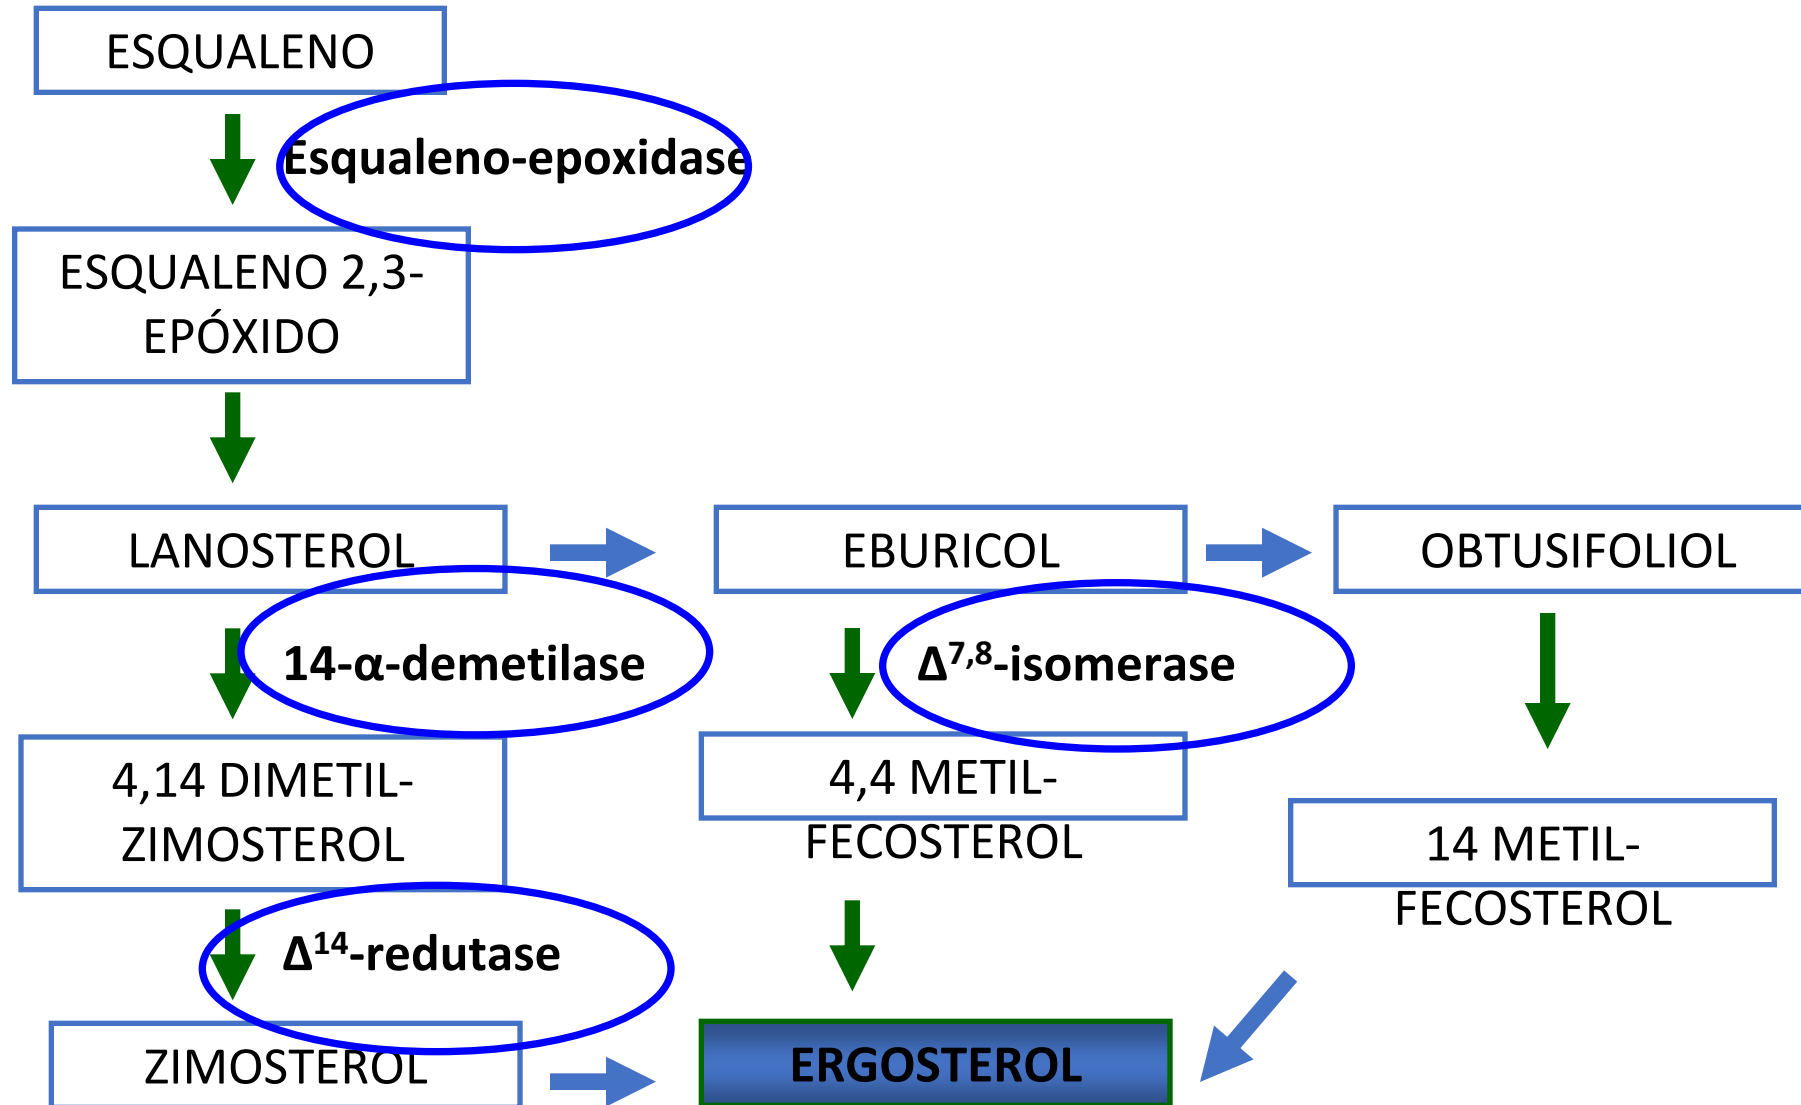 ESQUALENO
Esqualeno-epoxidase
ESQUALENO 2,3-
EPÓXIDO
LANOSTEROL
EBURICOL
OBTUSIFOLIOL
14-α-demetilase
Δ⁷,⁸-isomerase
4,14 DIMETIL-
ZIMOSTEROL
4,4 METIL-
FECOSTEROL
14 METIL-
FECOSTEROL
Δ¹⁴-redutase
ZIMOSTEROL
ERGOSTEROL